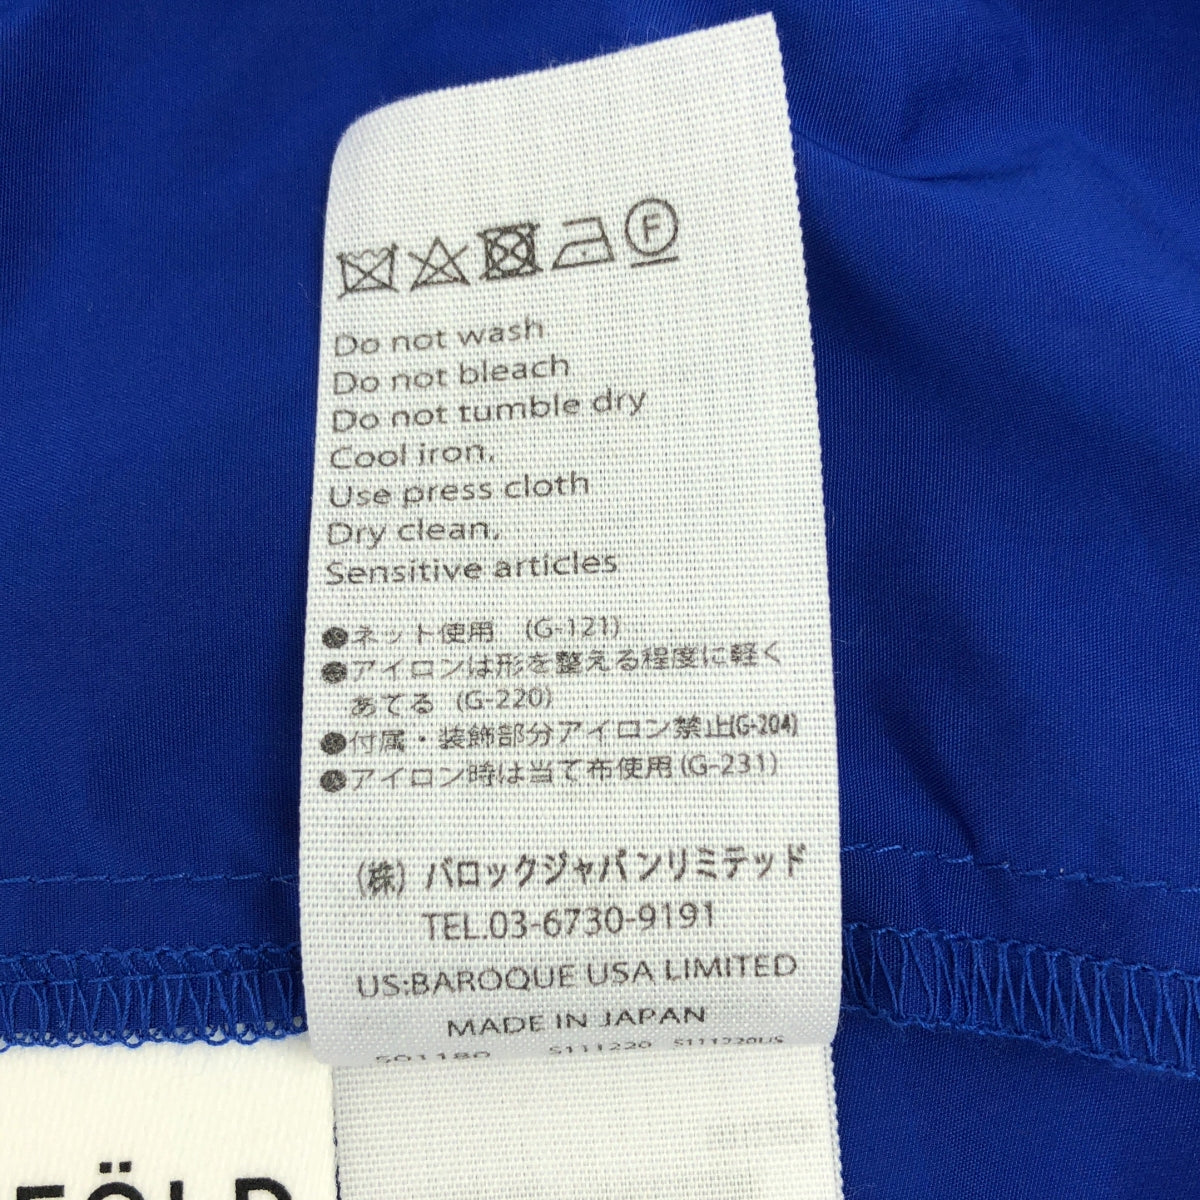 F
Do not wash
Do not bleach
Do not tumble dry
Cool iron,
Use press cloth
Dry clean,
Sensitive articles
●ネット使用 (G-121)
●アイロンは形を整える程度に軽く
あてる (G-220)
●付属・装飾部分アイロン禁止(G-204)
●アイロン時は当て布使用(G-231)
(株) バロックジャパンリミテッド
TEL.03-6730-9191
US:BAROQUE USA LIMITED
MADE IN JAPAN